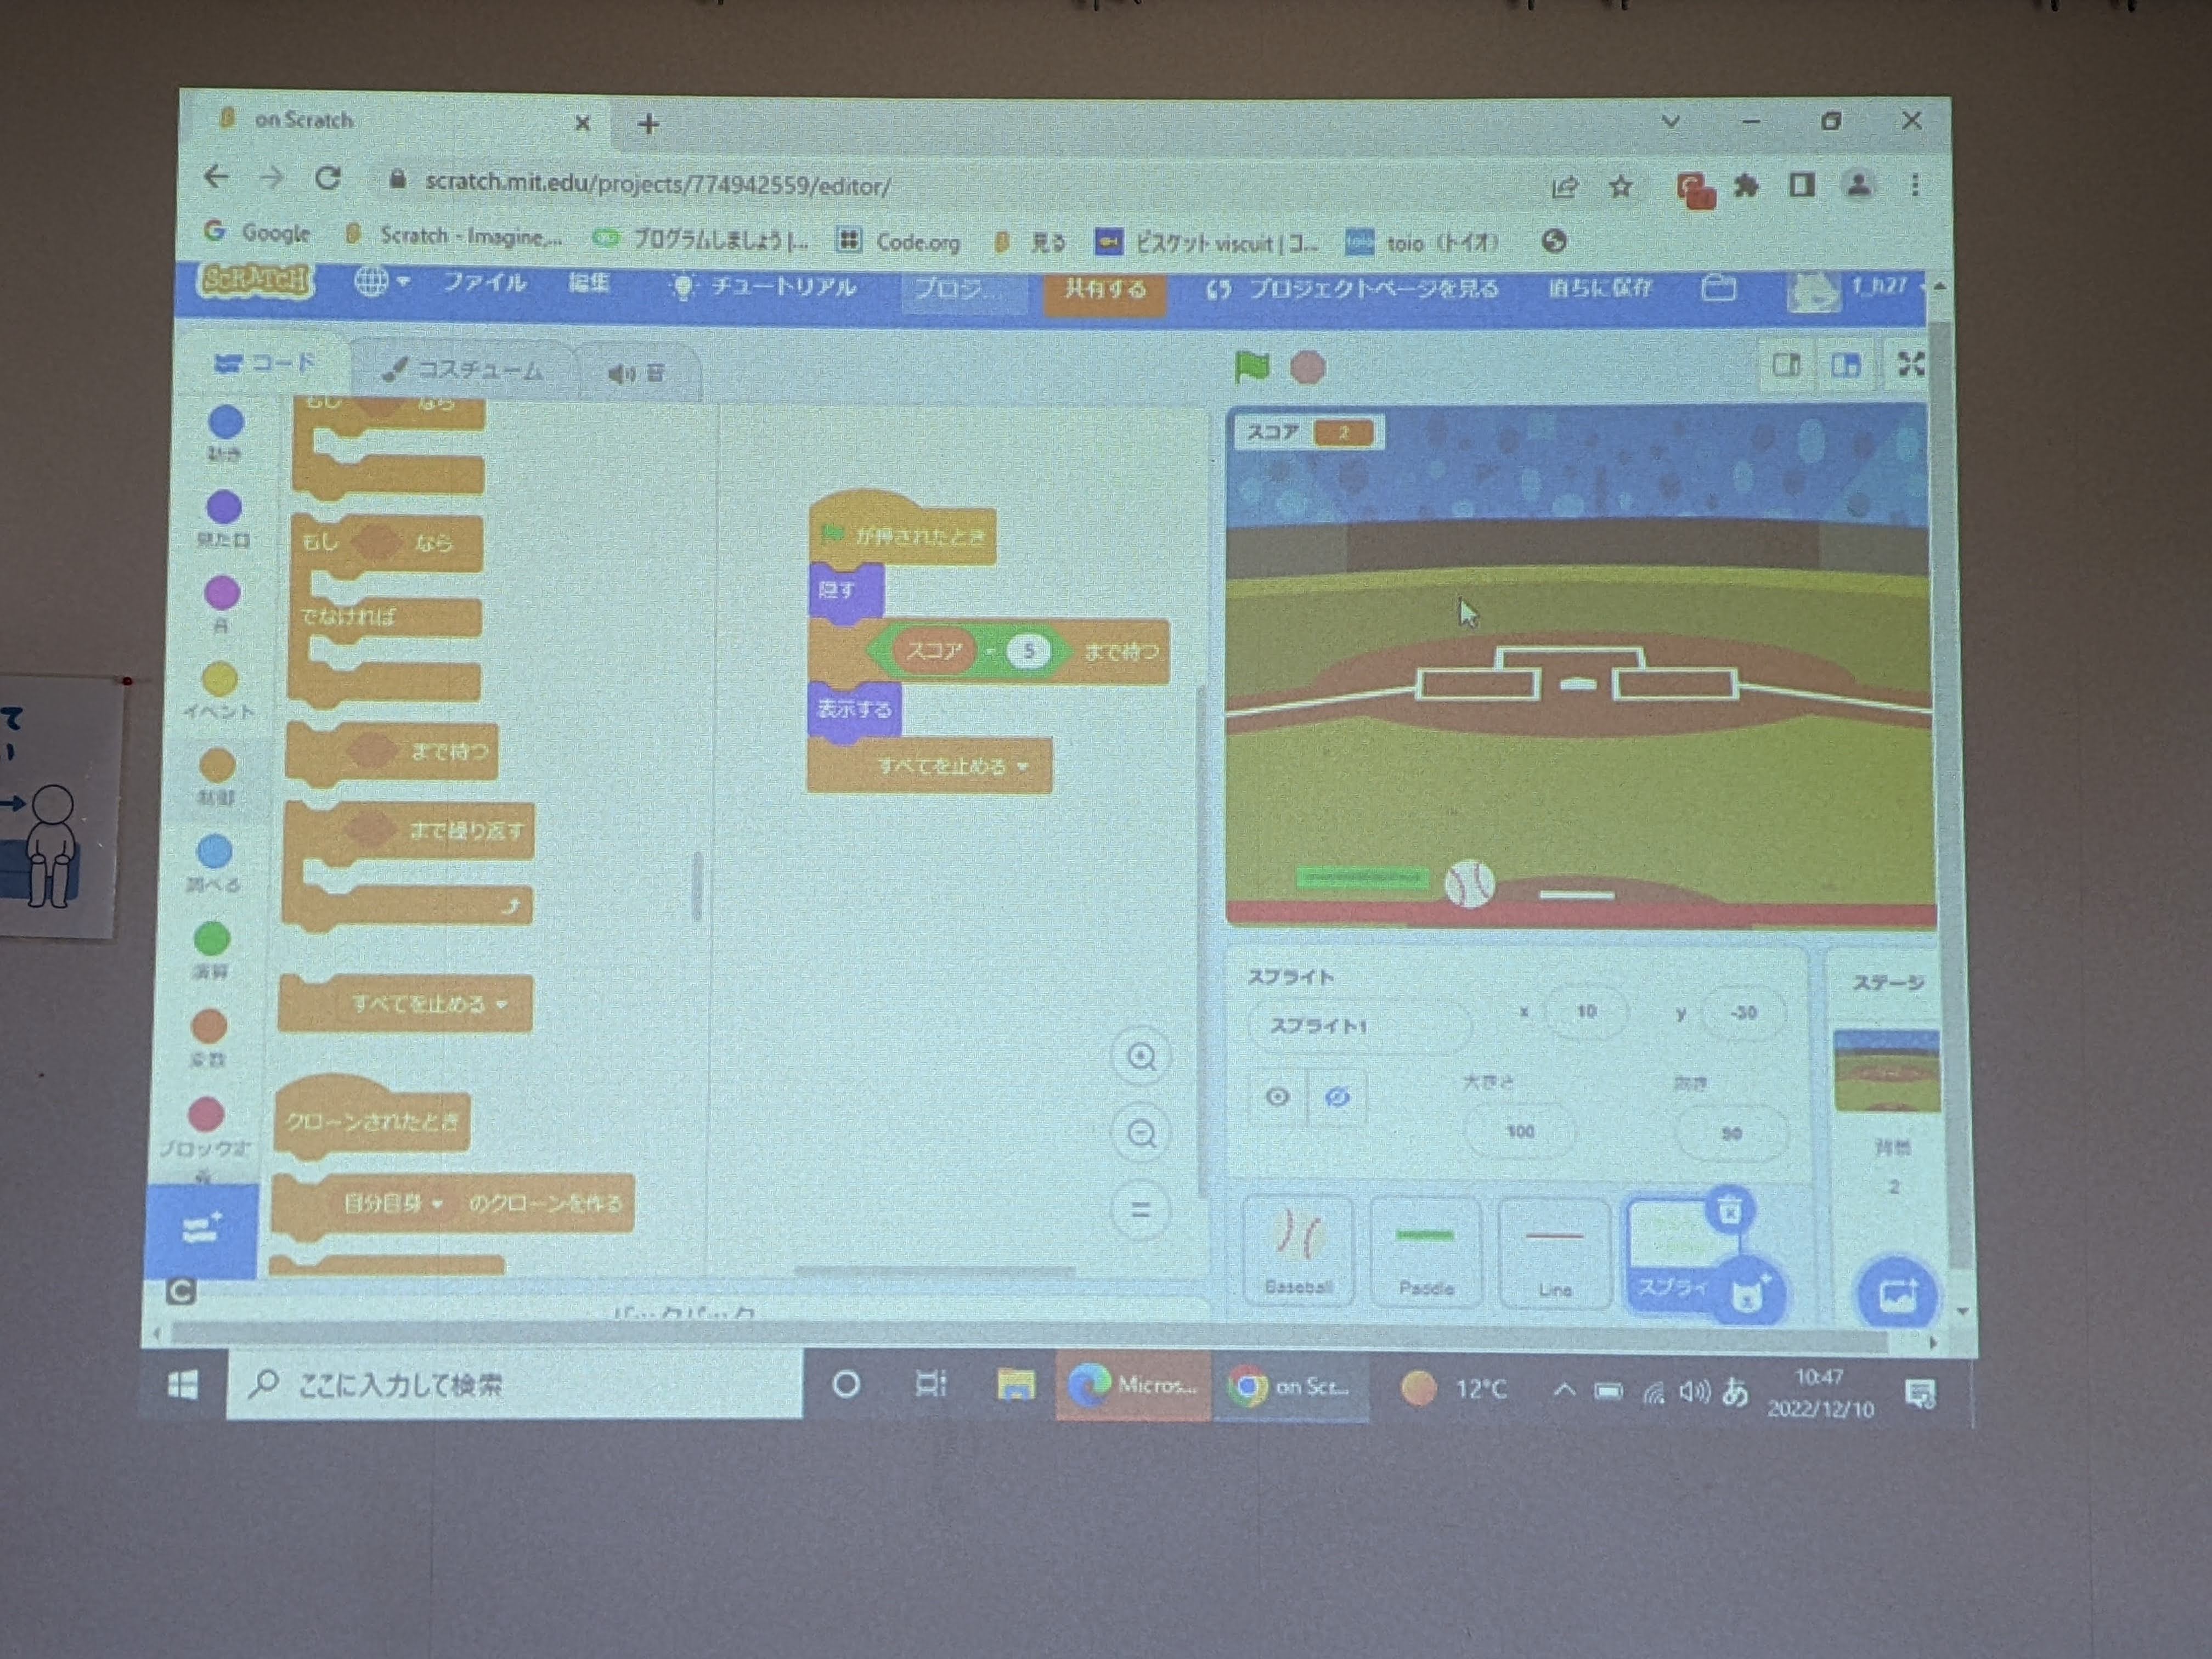 on Scratch
scratch.mit.edu/projects/774942559/editor/
Google
Scratch - Imagine,...
プログラムしましょう |...
Code.org
見る
ビスケット viscuit | コ...
toio（トイオ）
SCRATCH
ファイル
編集
チュートリアル
プロジ...
共有する
プロジェクトページを見る
直ちに保存
f_h27
コード
コスチューム
音
動き
見た目
音
イベント
制御
調べる
演算
変数
ブロック定
義
もし なら
もし なら
でなければ
まで待つ
まで繰り返す
すべてを止める
クローンされたとき
自分自身 のクローンを作る
が押されたとき
隠す
スコア = 5 まで待つ
表示する
すべてを止める
スコア 2
スプライト
スプライト1
x 10
y -30
大きさ
100
向き
90
ステージ
背景
2
Baseball
Paddle
Line
スプライ
バックパック
ここに入力して検索
Micros...
on Scr...
12°C
あ
10:47
2022/12/10
て